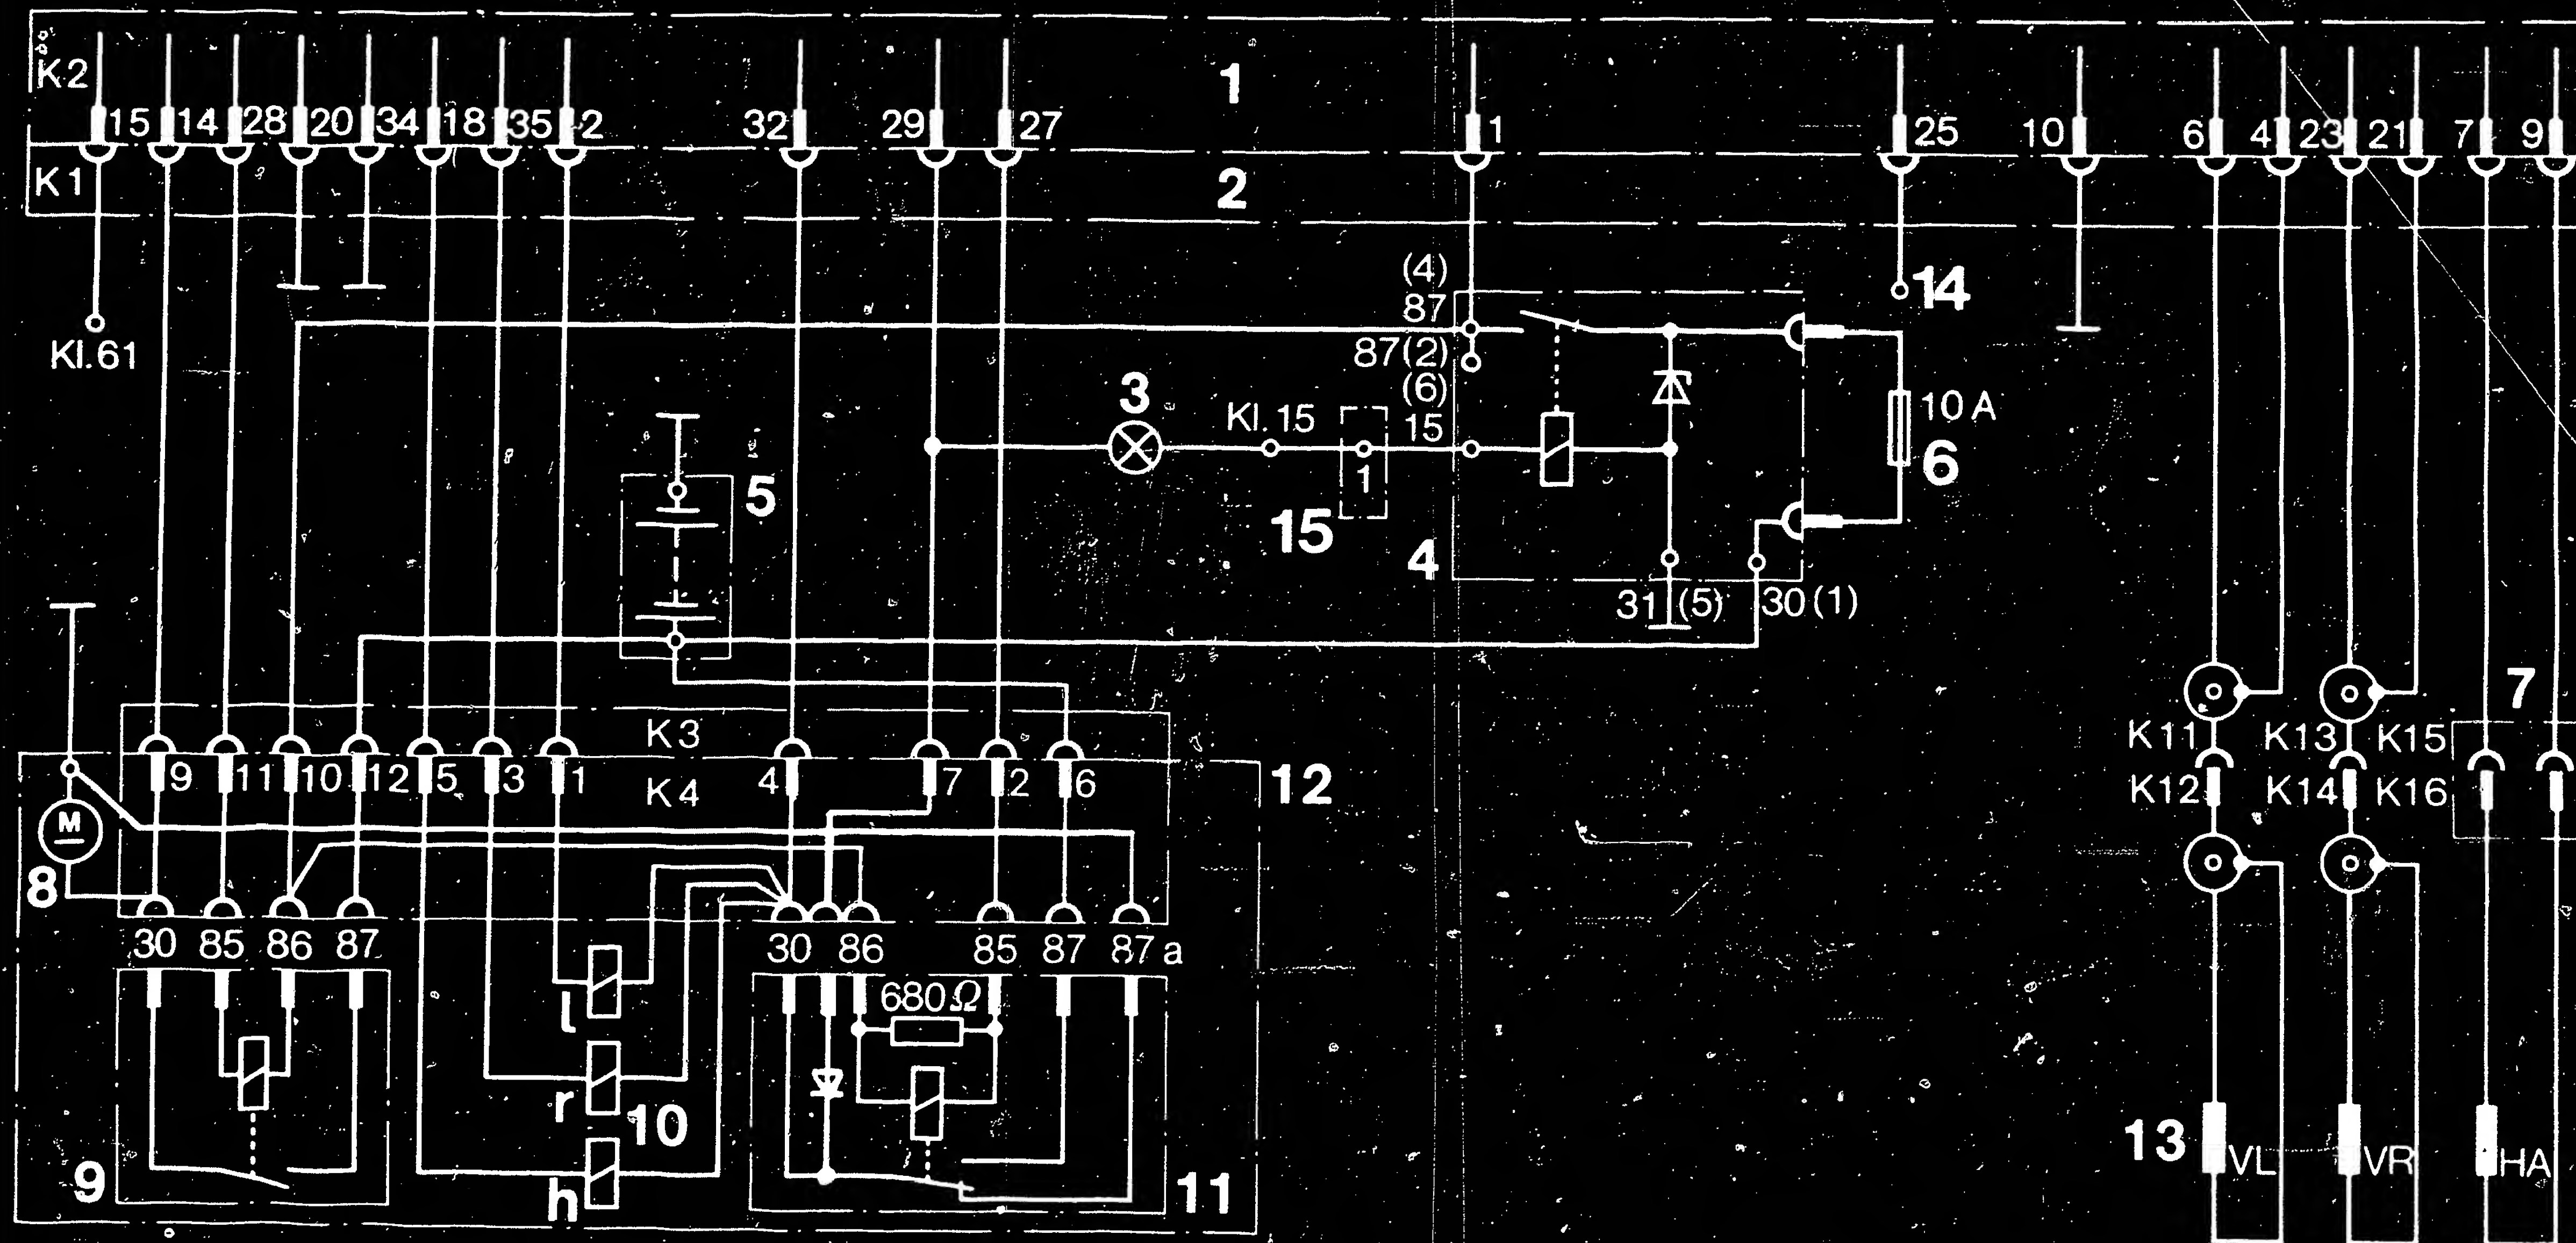 K2
15 14 28 20 34 18 35 2 32 29 27 1 25 10 6 4 23 21 7 9
1
K1
2
Kl.61
(4)
87
87(2)
(6)
15
14
3
Kl.15
1
15
4
5
10 A
6
31 (5) 30 (1)
7
K3
9 11 10 12 5 3 1 4 7 2 6
K4
12
K11 K13 K15
K12 K14 K16
M
8
30 85 86 87
30 86 85 87 87a
680 Ω
l
r
10
h
9
11
13
VL VR HA